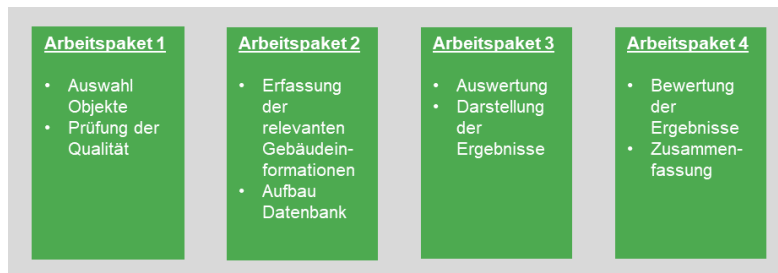 Arbeitspaket 1
• Auswahl
Objekte
• Prüfung der
Qualität
Arbeitspaket 2
• Erfassung
der
relevanten
Gebäudein-
formationen
• Aufbau
Datenbank
Arbeitspaket 3
• Auswertung
• Darstellung
der
Ergebnisse
Arbeitspaket 4
• Bewertung
der
Ergebnisse
• Zusammen-
fassung